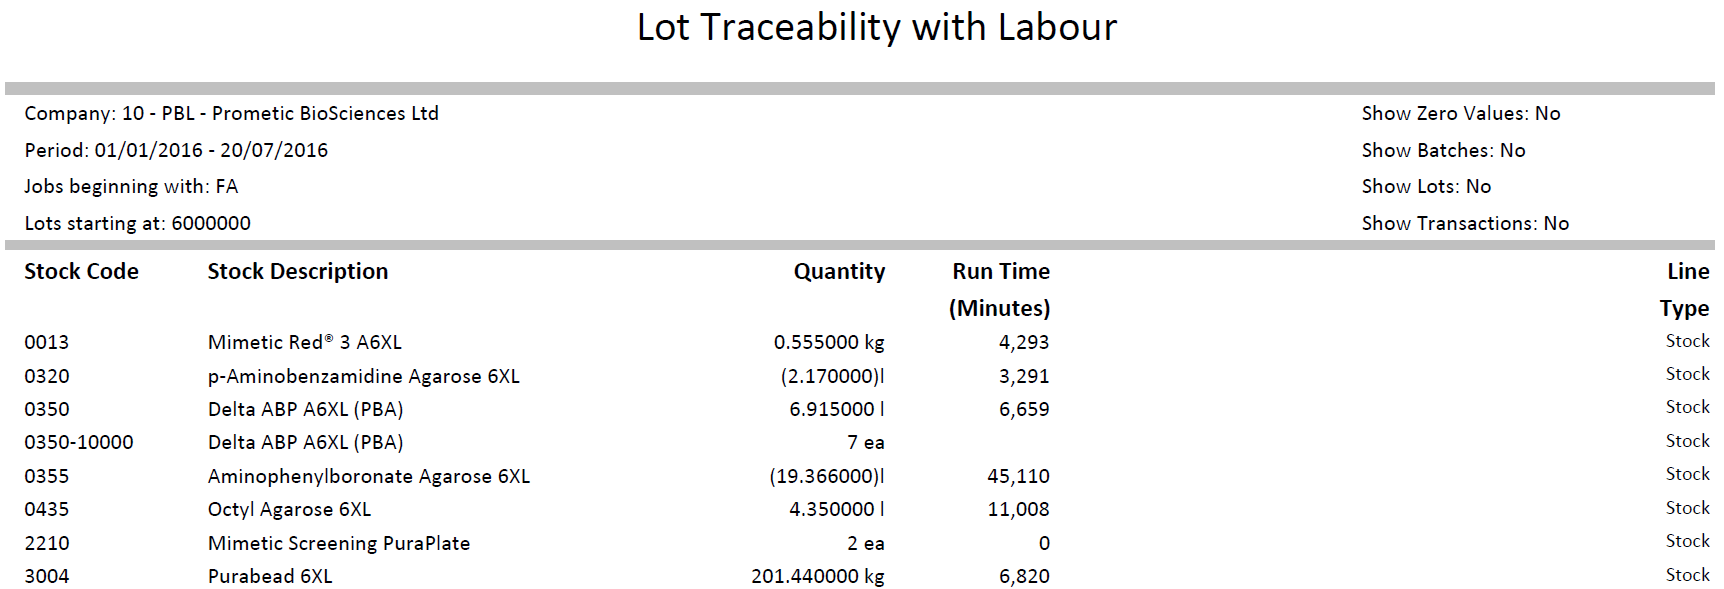 Lot Traceability with Labour
Company: 10 - PBL - Prometic BioSciences Ltd Show Zero Values: No
Period: 01/01/2016 - 20/07/2016 Show Batches: No
Jobs beginning with: FA Show Lots: No
Lots starting at: 6000000 Show Transactions: No
Stock Code Stock Description Quantity Run Time Line
(Minutes) Type
0013 Mimetic Red® 3 A6XL 0.555000 kg 4,293 Stock
0320 p-Aminobenzamidine Agarose 6XL (2.170000)l 3,291 Stock
0350 Delta ABP A6XL (PBA) 6.915000 l 6,659 Stock
0350-10000 Delta ABP A6XL (PBA) 7 ea Stock
0355 Aminophenylboronate Agarose 6XL (19.366000)l 45,110 Stock
0435 Octyl Agarose 6XL 4.350000 l 11,008 Stock
2210 Mimetic Screening PuraPlate 2 ea 0 Stock
3004 Purabead 6XL 201.440000 kg 6,820 Stock